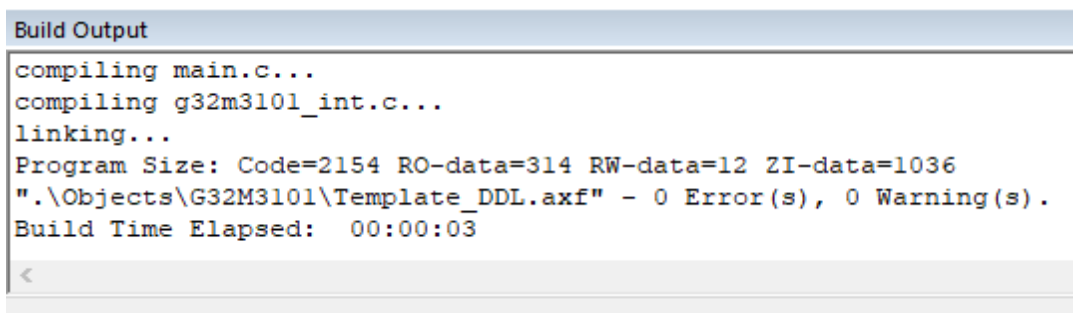 Build Output
compiling main.c...
compiling g32m3101_int.c...
linking...
Program Size: Code=2154 RO-data=314 RW-data=12 ZI-data=1036
".\Objects\G32M3101\Template_DDL.axf" - 0 Error(s), 0 Warning(s).
Build Time Elapsed:  00:00:03